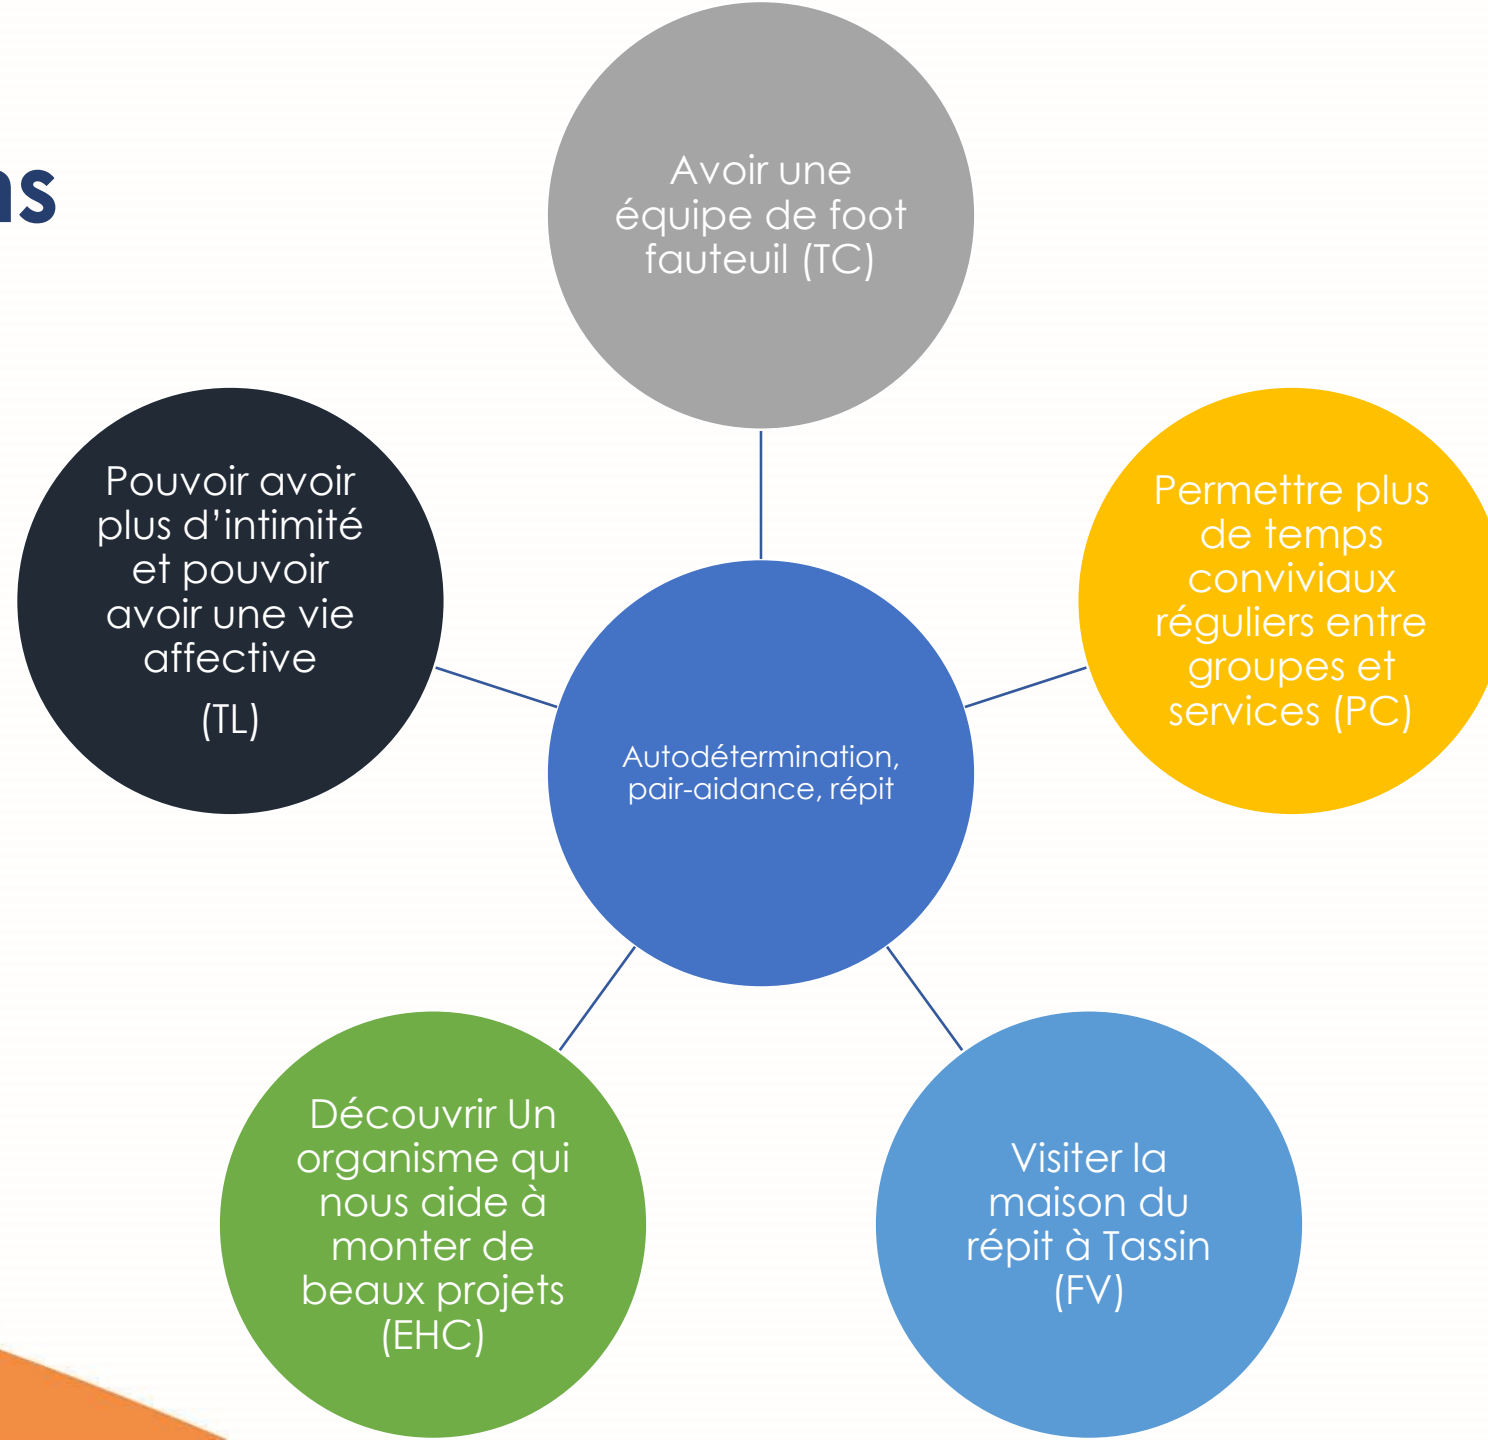 ns
Avoir une
équipe de foot
fauteuil (TC)
Pouvoir avoir
plus d’intimité
et pouvoir
avoir une vie
affective
(TL)
Permettre plus
de temps
conviviaux
réguliers entre
groupes et
services (PC)
Autodétermination,
pair-aidance, répit
Découvrir Un
organisme qui
nous aide à
monter de
beaux projets
(EHC)
Visiter la
maison du
répit à Tassin
(FV)